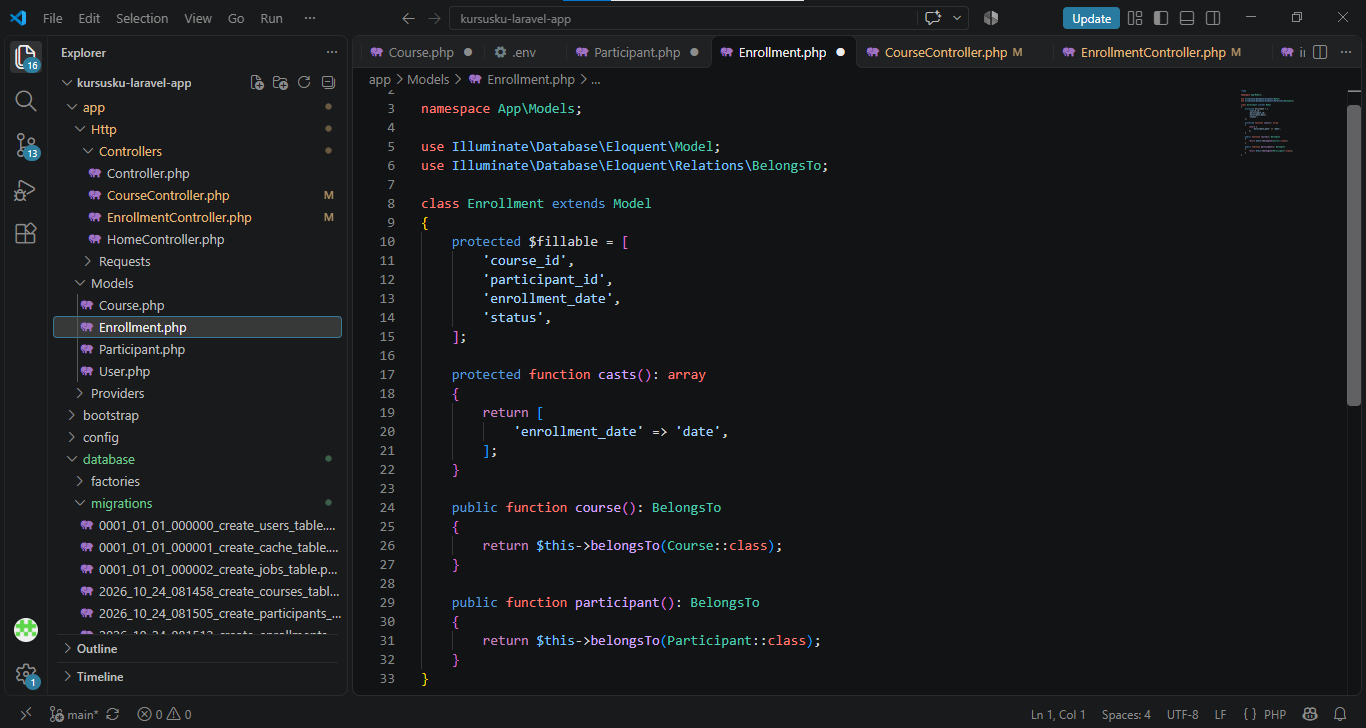 File Edit Selection View Go Run ···
kursusku-laravel-app
Update
Explorer ···
Course.php
.env
Participant.php
Enrollment.php
CourseController.php M
EnrollmentController.php M
···
16
13
1
kursusku-laravel-app
app
Http
Controllers
Controller.php
CourseController.php M
EnrollmentController.php M
HomeController.php
Requests
Models
Course.php
Enrollment.php
Participant.php
User.php
Providers
bootstrap
config
database
factories
migrations
0001_01_01_000000_create_users_table....
0001_01_01_000001_create_cache_table....
0001_01_01_000002_create_jobs_table.p...
2026_10_24_081458_create_courses_tabl...
2026_10_24_081505_create_participants_...
Outline
Timeline
app > Models > Enrollment.php > ...
2
3 namespace App\Models;
4
5 use Illuminate\Database\Eloquent\Model;
6 use Illuminate\Database\Eloquent\Relations\BelongsTo;
7
8 class Enrollment extends Model
9 {
10 protected $fillable = [
11 'course_id',
12 'participant_id',
13 'enrollment_date',
14 'status',
15 ];
16
17 protected function casts(): array
18 {
19 return [
20 'enrollment_date' => 'date',
21 ];
22 }
23
24 public function course(): BelongsTo
25 {
26 return $this->belongsTo(Course::class);
27 }
28
29 public function participant(): BelongsTo
30 {
31 return $this->belongsTo(Participant::class);
32 }
33 }
main* 0 0
Ln 1, Col 1 Spaces: 4 UTF-8 LF { } PHP